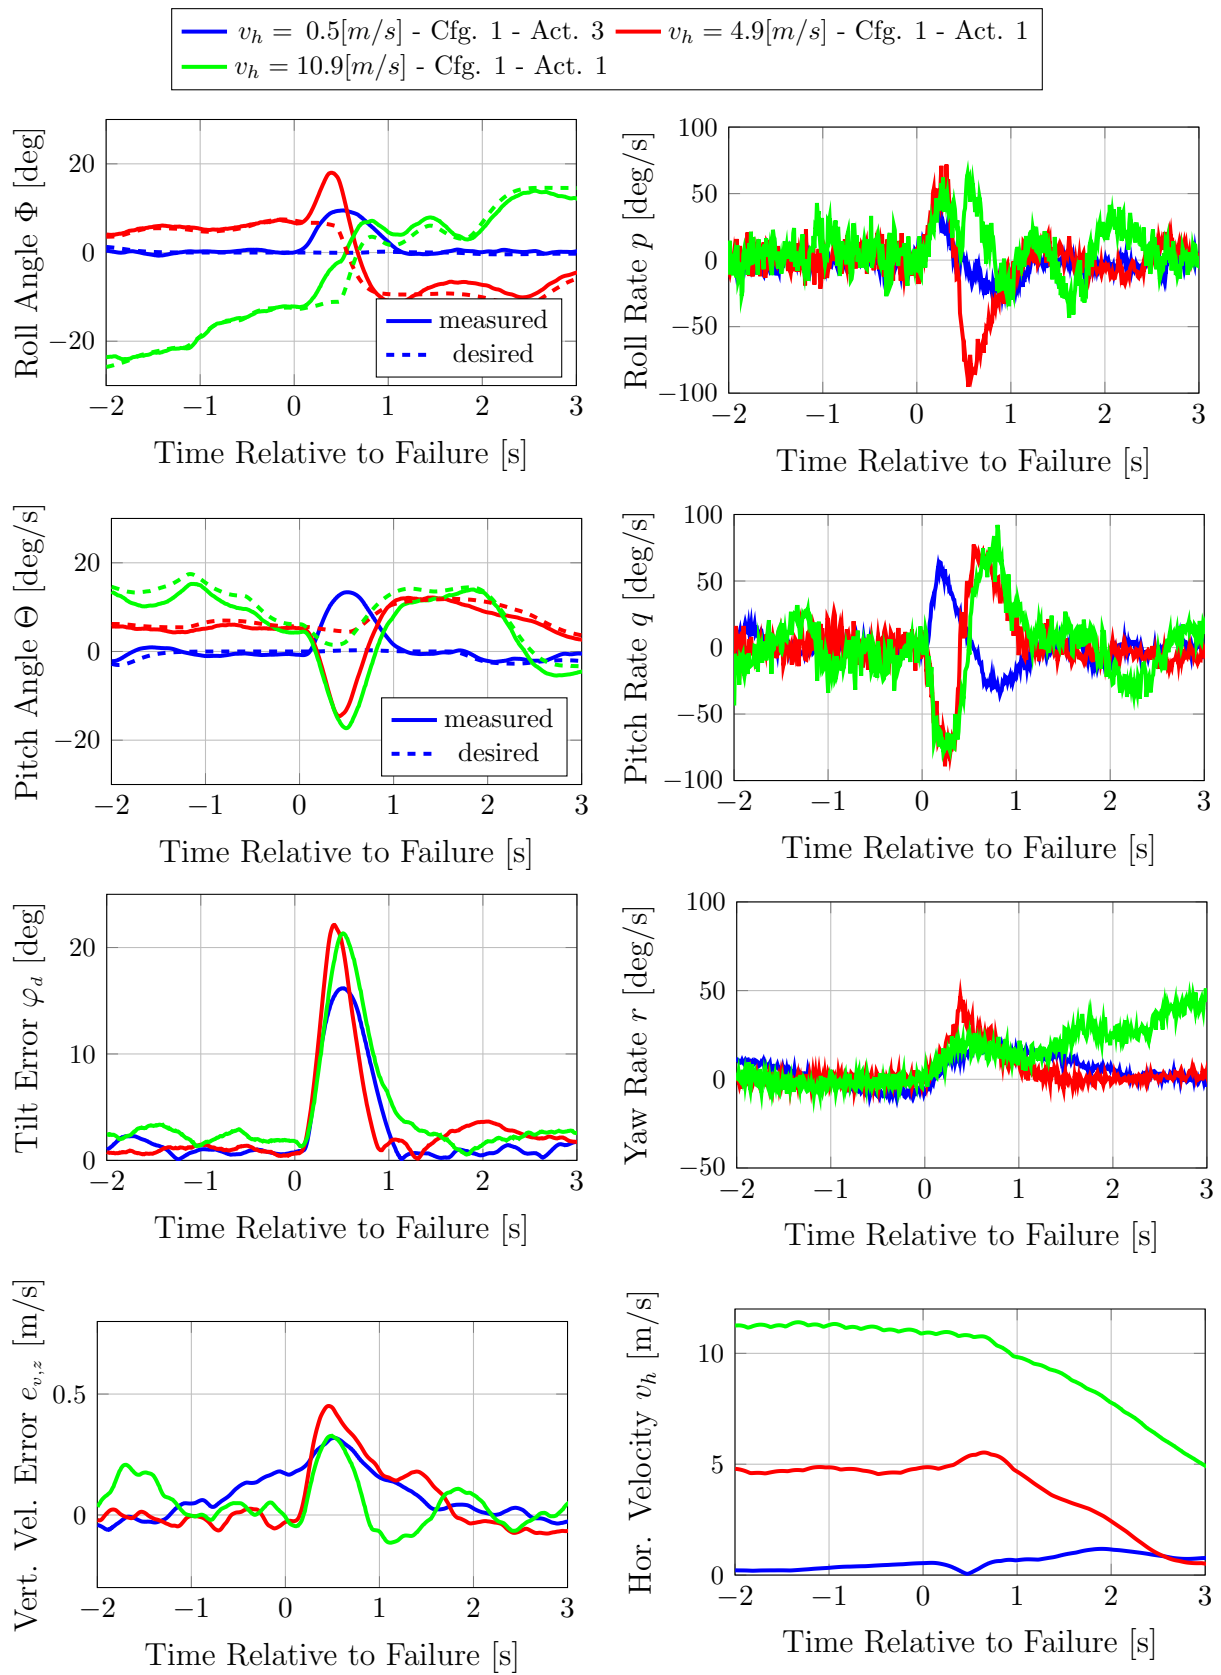 v_h = 0.5[m/s] - Cfg. 1 - Act. 3 v_h = 4.9[m/s] - Cfg. 1 - Act. 1
v_h = 10.9[m/s] - Cfg. 1 - Act. 1
Roll Angle Φ [deg]
20
0
−20
measured
desired
−2 −1 0 1 2 3
Time Relative to Failure [s]
Roll Rate p [deg/s]
100
50
0
−50
−100
−2 −1 0 1 2 3
Time Relative to Failure [s]
Pitch Angle Θ [deg/s]
20
0
−20
measured
desired
−2 −1 0 1 2 3
Time Relative to Failure [s]
Pitch Rate q [deg/s]
100
50
0
−50
−100
−2 −1 0 1 2 3
Time Relative to Failure [s]
Tilt Error φ_d [deg]
20
10
0
−2 −1 0 1 2 3
Time Relative to Failure [s]
Yaw Rate r [deg/s]
100
50
0
−50
−2 −1 0 1 2 3
Time Relative to Failure [s]
Vert. Vel. Error e_{v,z} [m/s]
0.5
0
−2 −1 0 1 2 3
Time Relative to Failure [s]
Hor. Velocity v_h [m/s]
10
5
0
−2 −1 0 1 2 3
Time Relative to Failure [s]